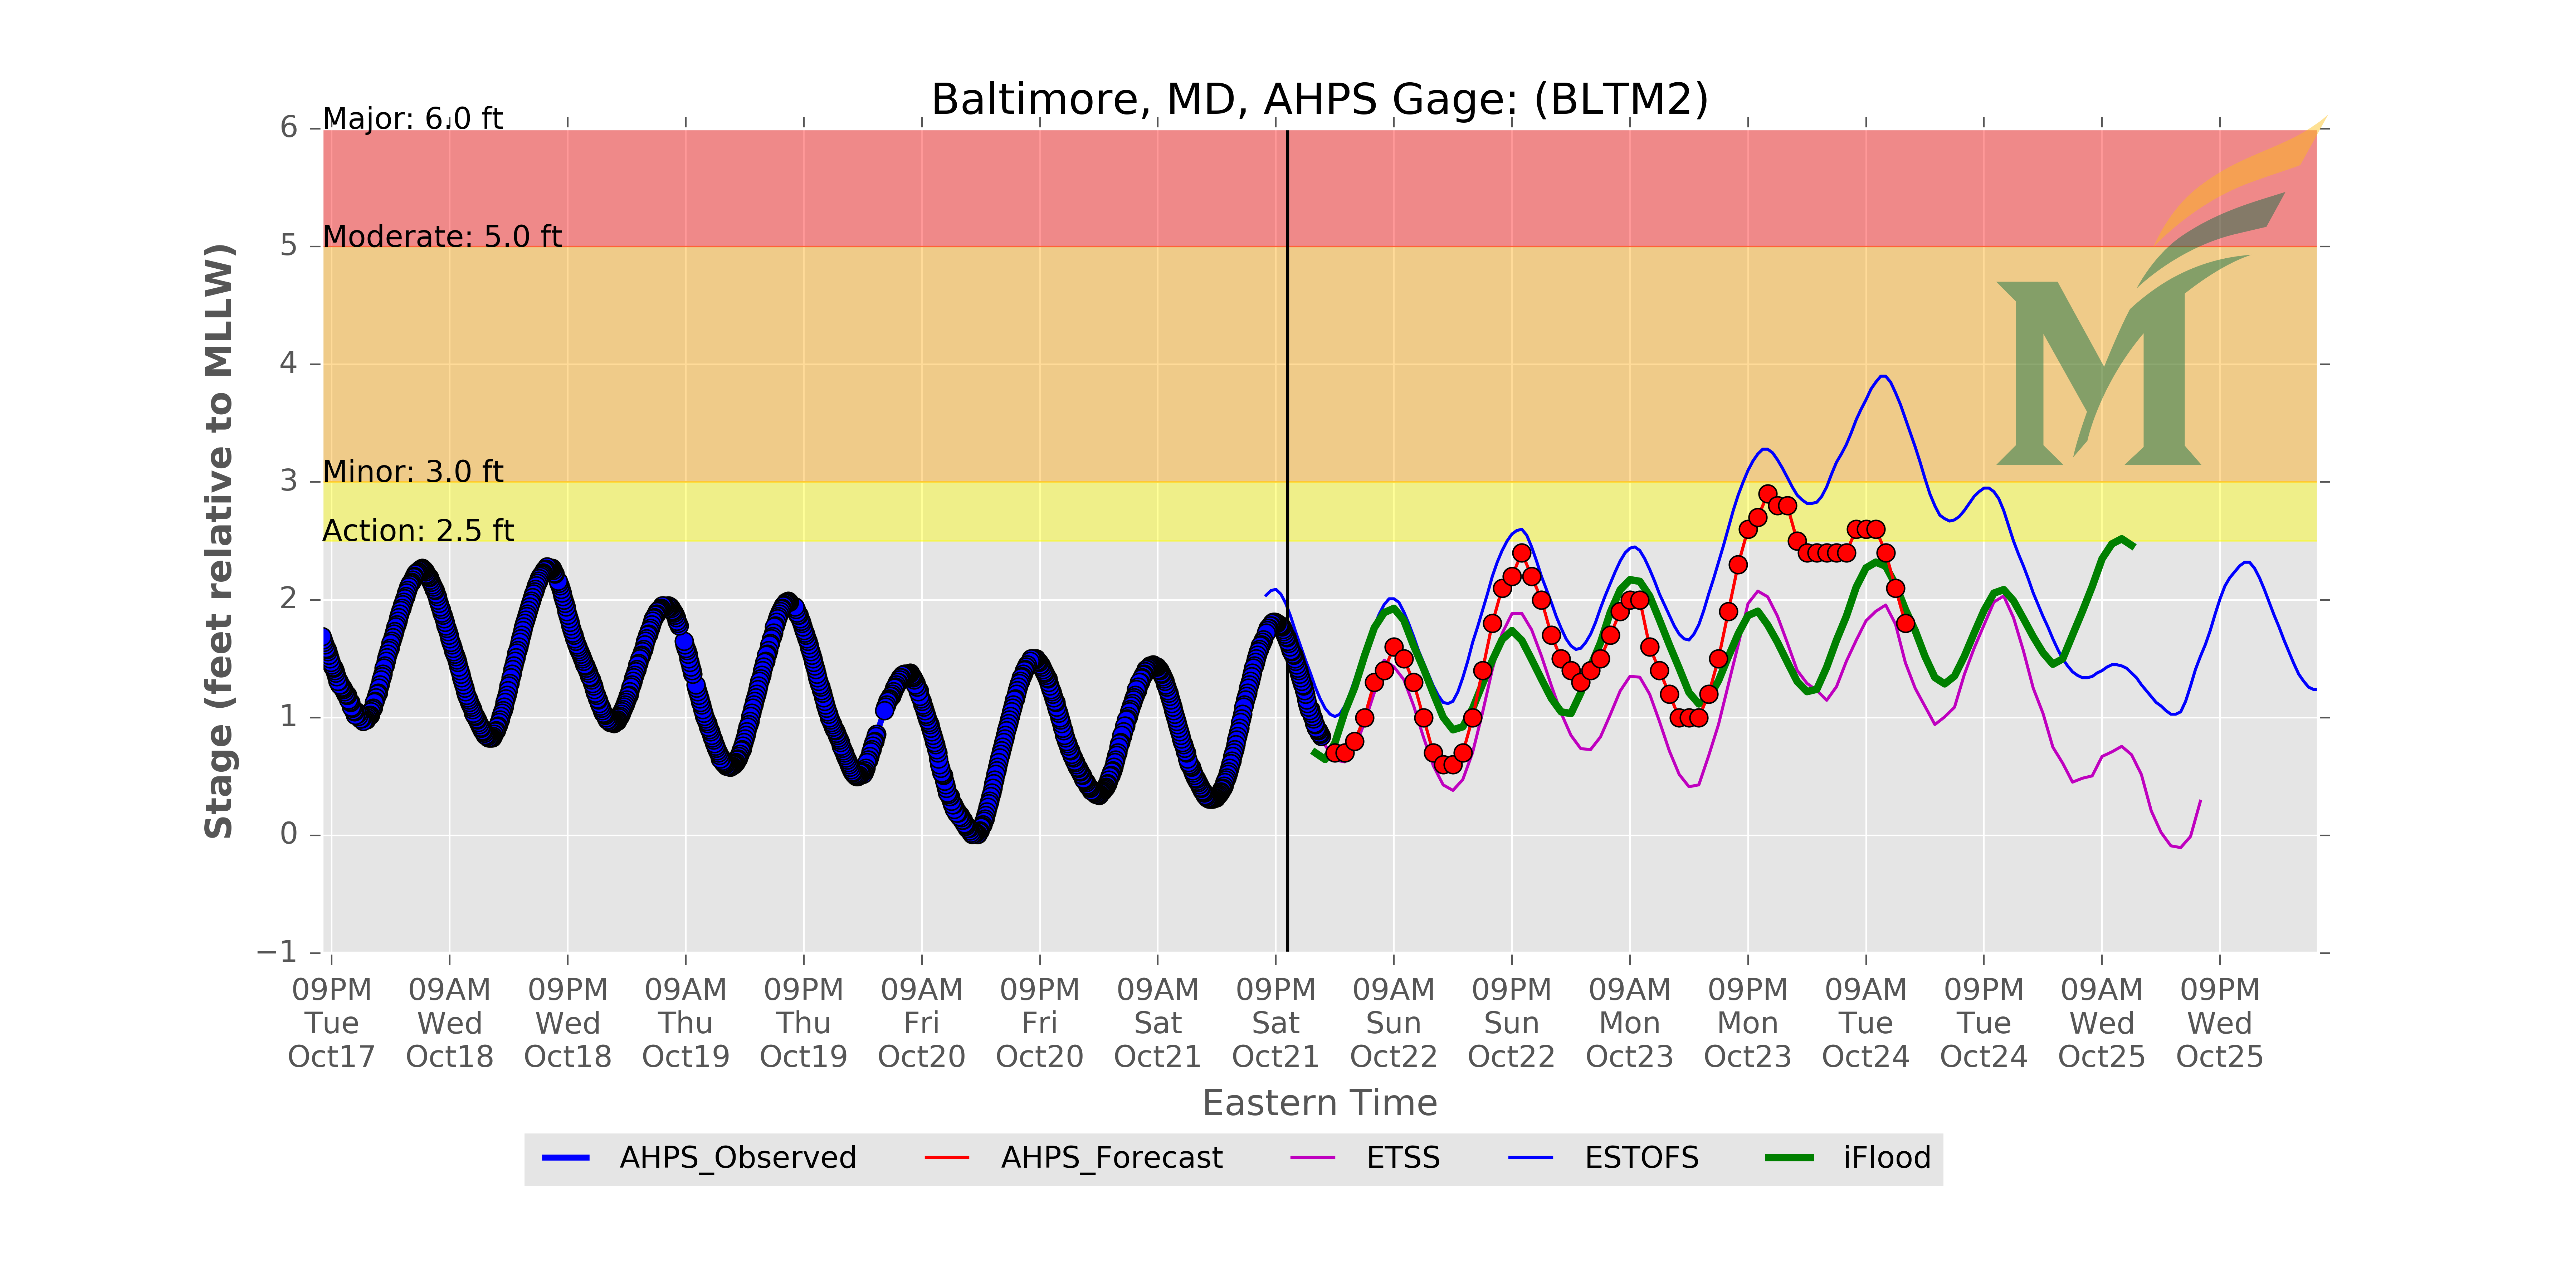 Baltimore, MD, AHPS Gage: (BLTM2)
Major: 6.0 ft
Moderate: 5.0 ft
Minor: 3.0 ft
Action: 2.5 ft
6
5
4
3
2
1
0
−1
Stage (feet relative to MLLW)
09PM 09AM 09PM 09AM 09PM 09AM 09PM 09AM 09PM 09AM 09PM 09AM 09PM 09AM 09PM 09AM 09PM
Tue Wed Wed Thu Thu Fri Fri Sat Sat Sun Sun Mon Mon Tue Tue Wed Wed
Oct17 Oct18 Oct18 Oct19 Oct19 Oct20 Oct20 Oct21 Oct21 Oct22 Oct22 Oct23 Oct23 Oct24 Oct24 Oct25 Oct25
Eastern Time
AHPS_Observed AHPS_Forecast ETSS ESTOFS iFlood
M